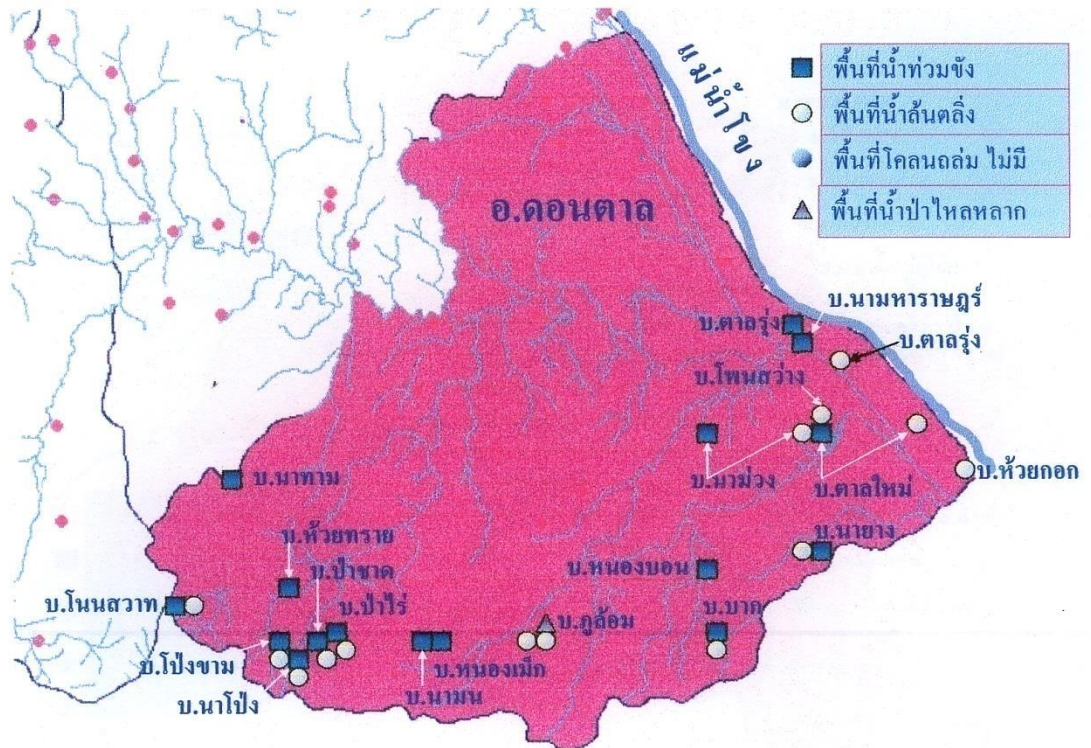 แม่น้ำโขง
พื้นที่น้ำท่วมขัง
พื้นที่น้ำล้นตลิ่ง
พื้นที่โคลนถล่ม ไม่มี
พื้นที่น้ำป่าไหลหลาก
อ.ดอนตาล
บ.นามหาราษฎร์
บ.ตาลรุ่ง
บ.ตาลรุ่ง
บ.โพนสว่าง
บ.นาทาม
บ.นาม่วง
บ.ตาลใหม่
บ.ห้วยกอก
บ.ห้วยทราย
บ.นายาง
บ.ป่าชาด
บ.หนองบอน
บ.โนนสวาท
บ.ป่าไร่
บ.ภูล้อม
บ.บาก
บ.โป่งขาม
บ.หนองเม็ก
บ.นาโป่ง
บ.นามน